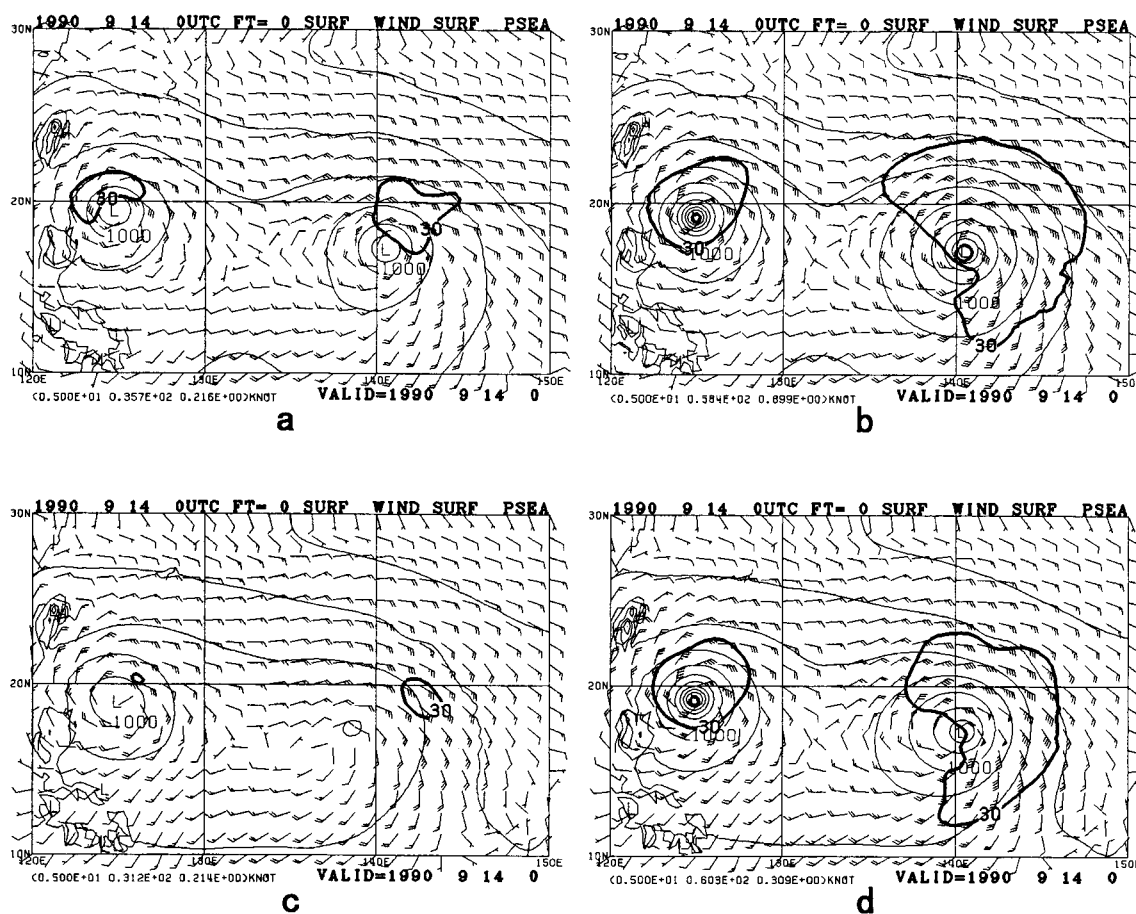 1990 9 14 0UTC FT= 0 SURF WIND SURF PSEA
30N
20N
10N
120E 130E 140E 150E
30
L
1000
30
L
1000
(0.500E+01 0.357E+02 0.216E+00)KNOT
VALID=1990 9 14 0
a
1990 9 14 0UTC FT= 0 SURF WIND SURF PSEA
30N
20N
10N
120E 130E 140E 150
30
1000
1000
30
(0.500E+01 0.584E+02 0.699E+00)KNOT
VALID=1990 9 14 0
b
1990 9 14 0UTC FT= 0 SURF WIND SURF PSEA
30N
20N
10N
120E 130E 140E 150E
L
1000
30
(0.500E+01 0.312E+02 0.214E+00)KNOT
VALID=1990 9 14 0
c
1990 9 14 0UTC FT= 0 SURF WIND SURF PSEA
30N
20N
10N
120E 130E 140E 150
30
1000
1000
30
(0.500E+01 0.603E+02 0.309E+00)KNOT
VALID=1990 9 14 0
d